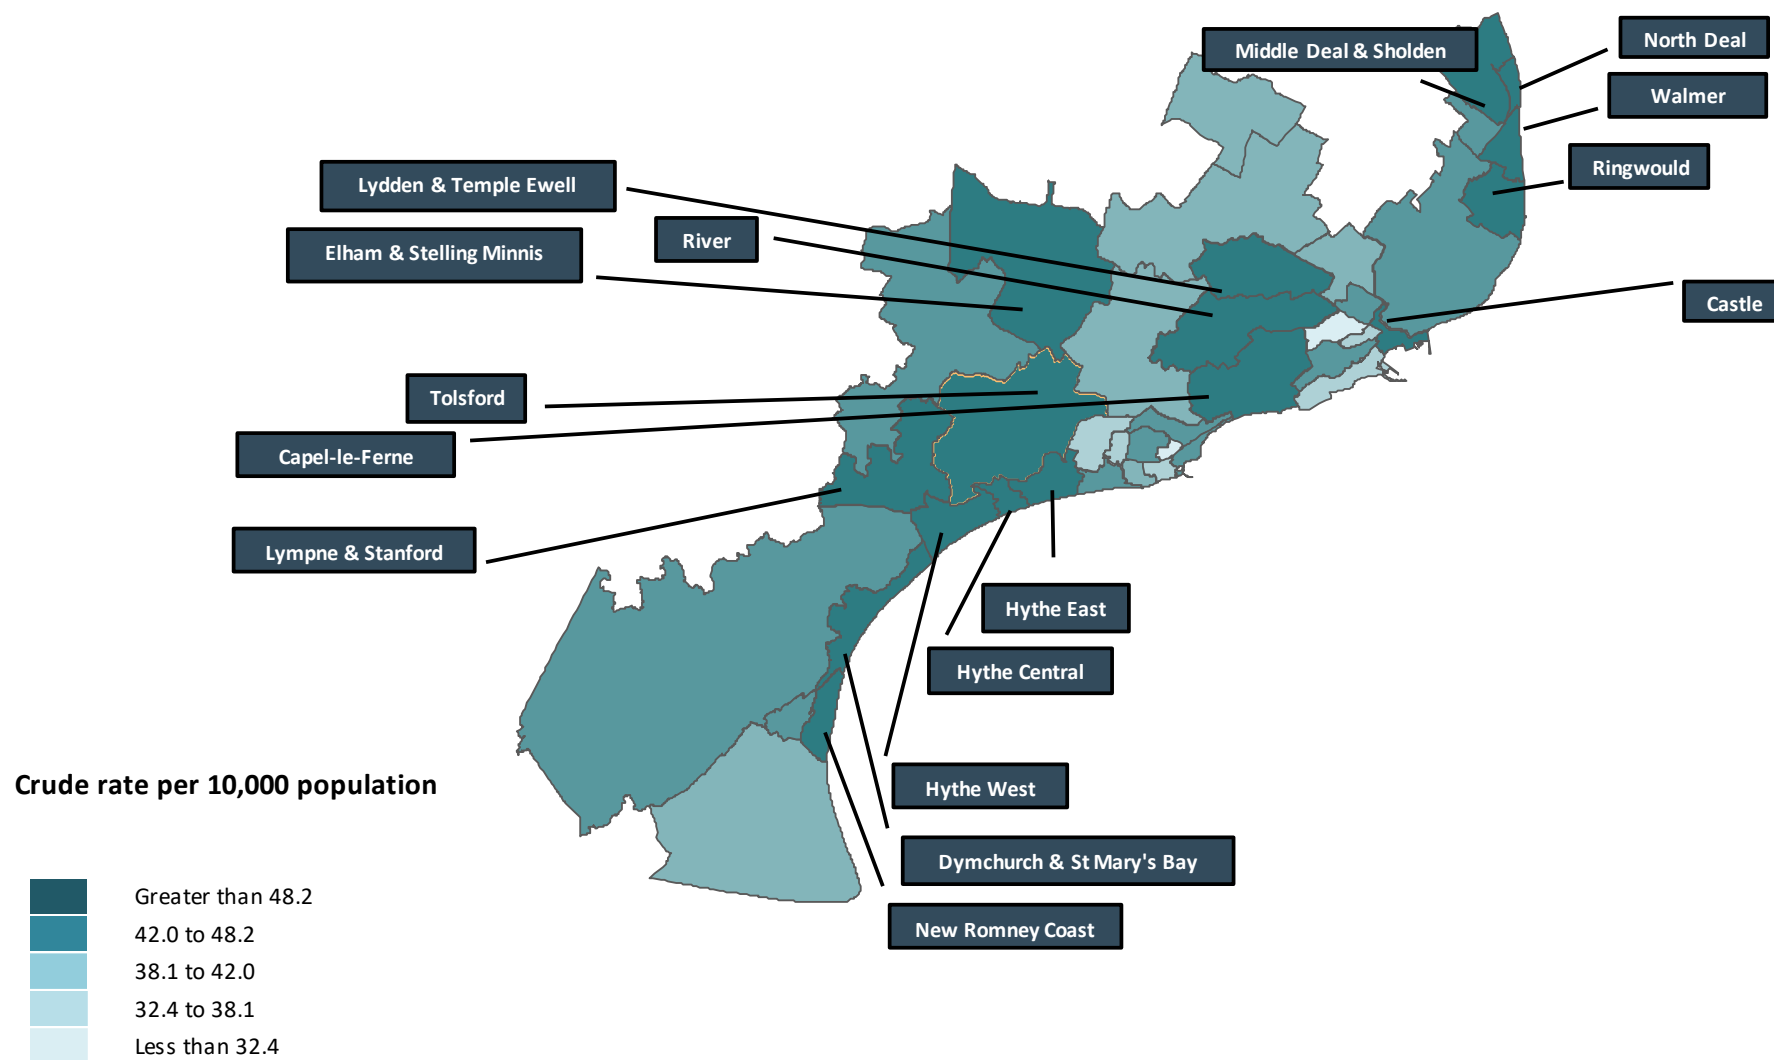 Middle Deal & Sholden
North Deal
Walmer
Ringwould
Lydden & Temple Ewell
River
Elham & Stelling Minnis
Castle
Tolsford
Capel-le-Ferne
Lympne & Stanford
Hythe East
Hythe Central
Hythe West
Dymchurch & St Mary's Bay
New Romney Coast
Crude rate per 10,000 population
Greater than 48.2
42.0 to 48.2
38.1 to 42.0
32.4 to 38.1
Less than 32.4